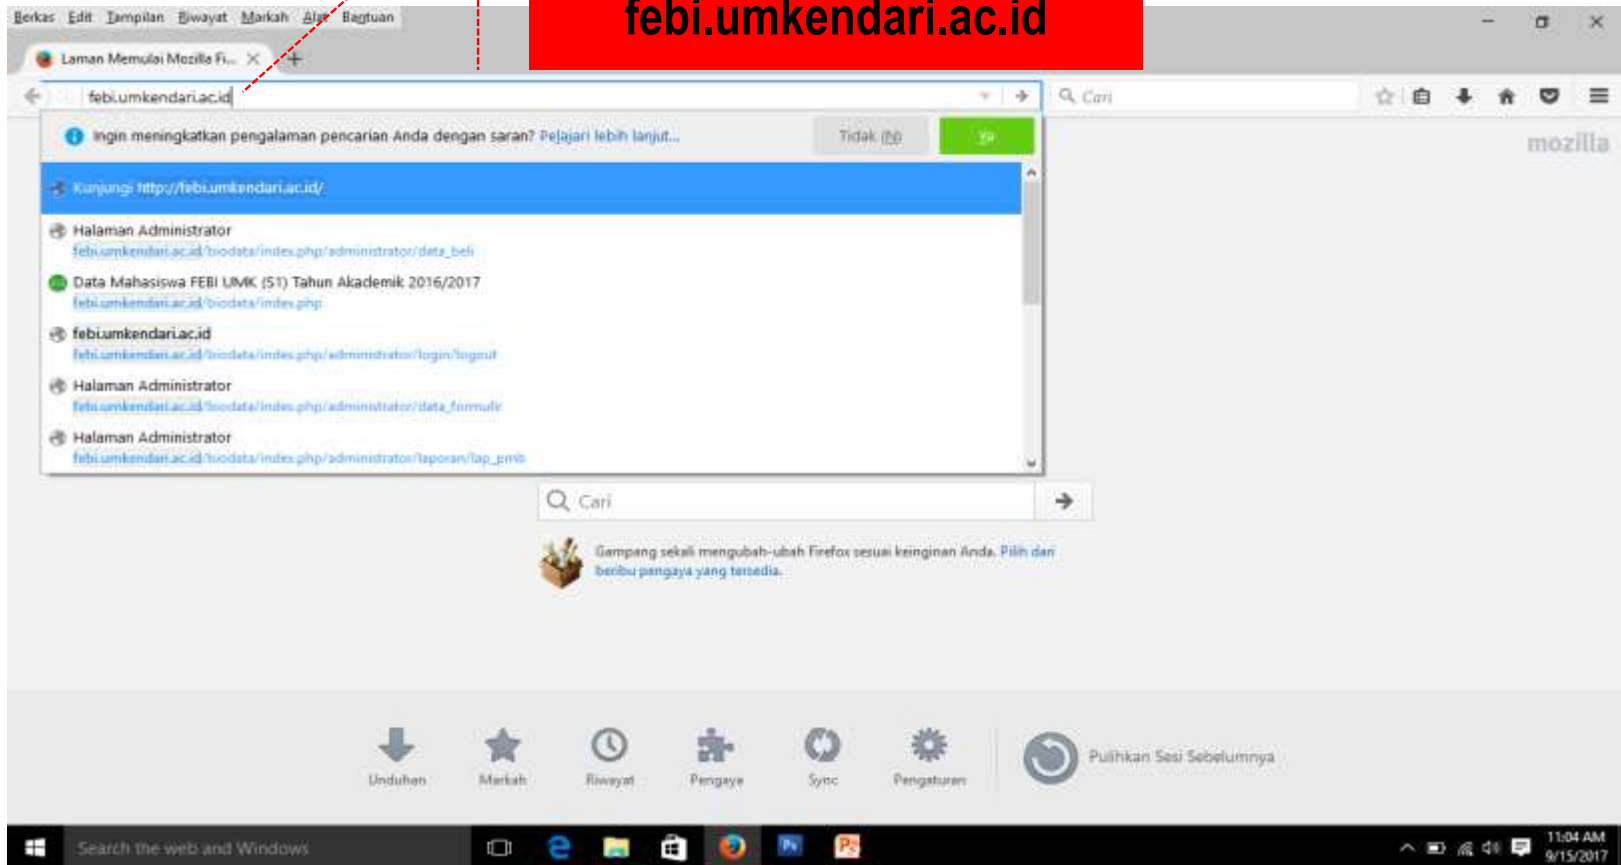 febi.umkendari.ac.id
Berkas Edit Tampilan Riwayat Markah Alat Bantuan
Laman Memulai Mozilla Fi...
febi.umkendari.ac.id
Cari
Ingin meningkatkan pengalaman pencarian Anda dengan saran? Pelajari lebih lanjut...
Tidak
Ya
mozilla
Kunjungi http://febi.umkendari.ac.id/
Halaman Administrator
febi.umkendari.ac.id/biodata/index.php/administrator/data_beli
Data Mahasiswa FEBI UMK (S1) Tahun Akademik 2016/2017
febi.umkendari.ac.id/biodata/index.php
febi.umkendari.ac.id
febi.umkendari.ac.id/biodata/index.php/administrator/login/logout
Halaman Administrator
febi.umkendari.ac.id/biodata/index.php/administrator/data_formulir
Halaman Administrator
febi.umkendari.ac.id/biodata/index.php/administrator/laporan/lap_pmb
Cari
Gampang sekali mengubah-ubah Firefox sesuai keinginan Anda. Pilih dari
beribu pengaya yang tersedia.
Unduhan
Markah
Riwayat
Pengaya
Sync
Pengaturan
Pulihkan Sesi Sebelumnya
Search the web and Windows
11:04 AM
9/15/2017